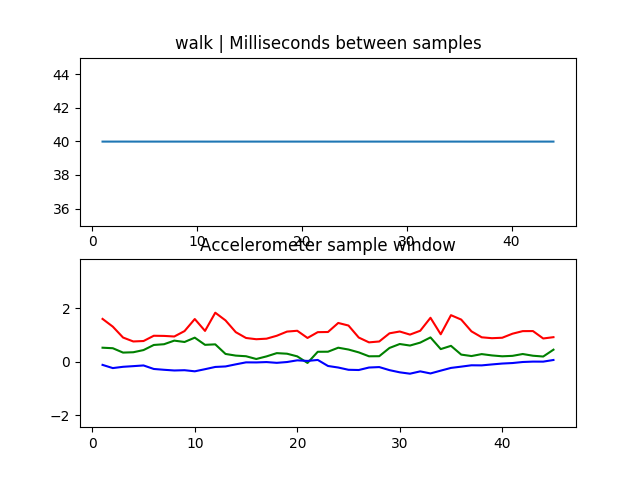 walk | Milliseconds between samples
44
42
40
38
36
0 10 20 30 40
Accelerometer sample window
2
0
−2
0 10 20 30 40